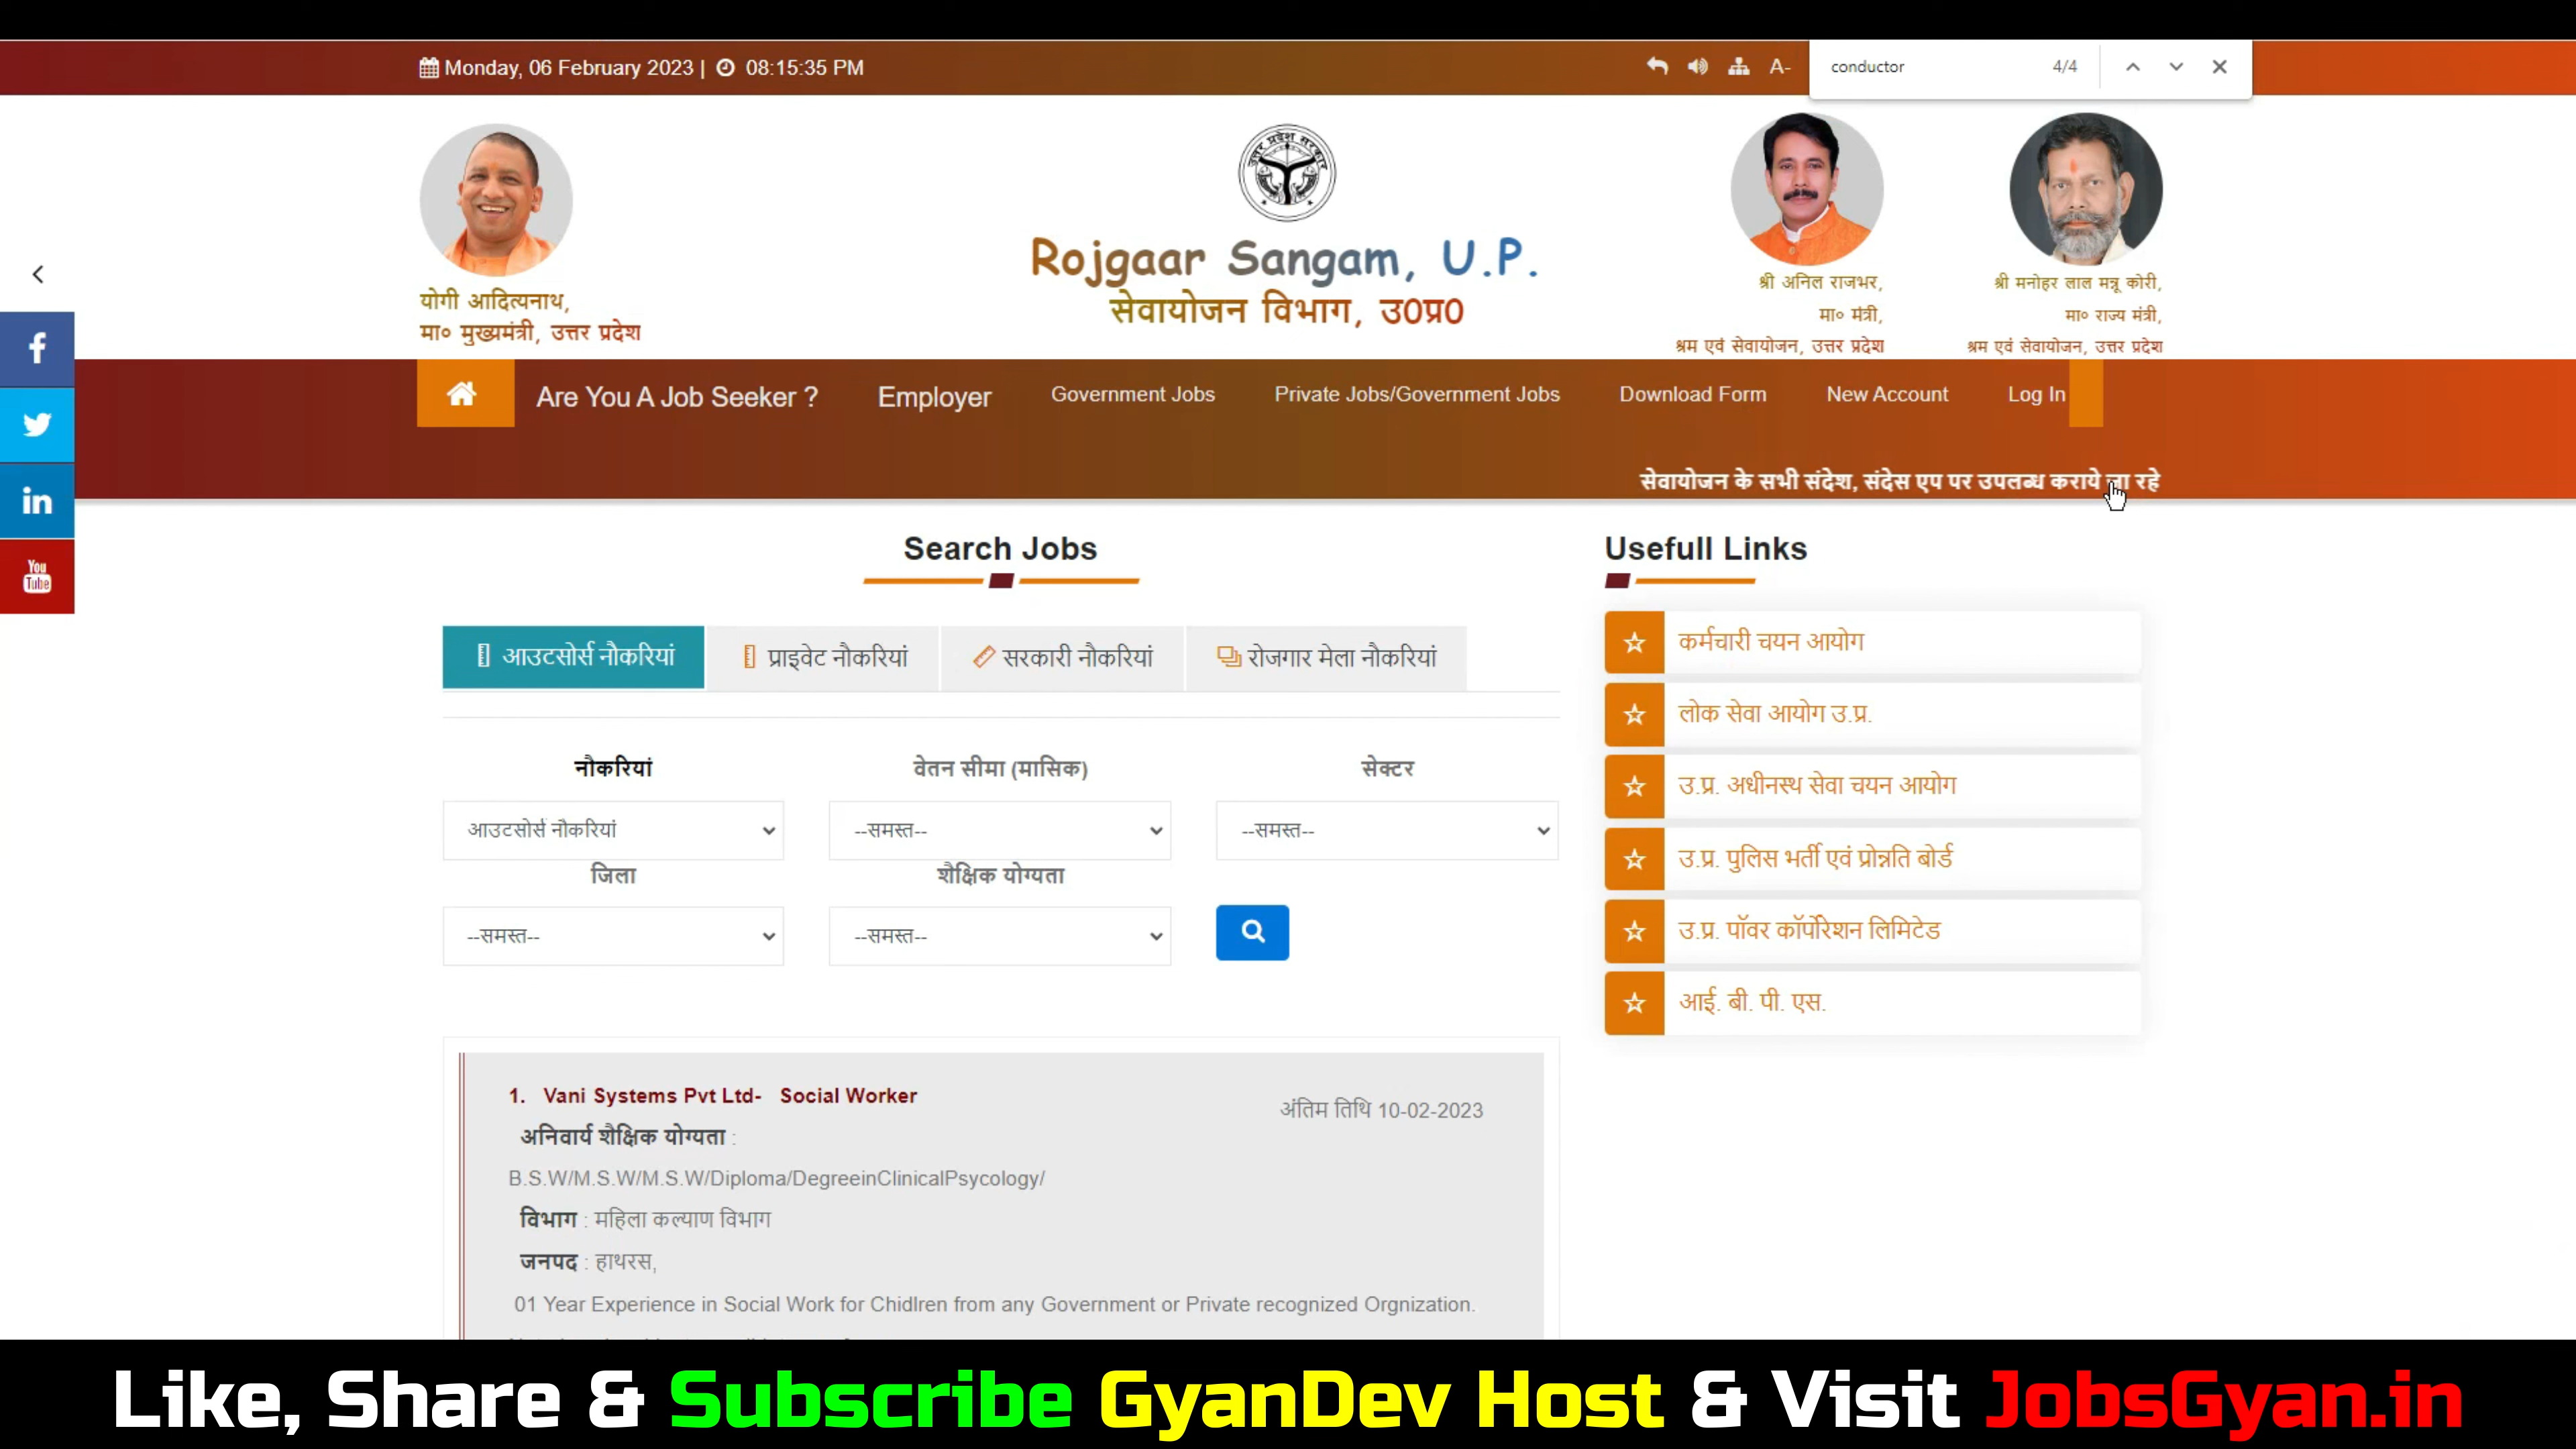 Monday, 06 February 2023 | 08:15:35 PM
A-
conductor 4/4
योगी आदित्यनाथ,
मा० मुख्यमंत्री, उत्तर प्रदेश
उत्तर प्रदेश सरकार
Rojgaar Sangam, U.P.
सेवायोजन विभाग, उ0प्र0
श्री अनिल राजभर,
मा० मंत्री,
श्रम एवं सेवायोजन, उत्तर प्रदेश
श्री मनोहर लाल मन्नू कोरी,
मा० राज्य मंत्री,
श्रम एवं सेवायोजन, उत्तर प्रदेश
Are You A Job Seeker ? Employer Government Jobs Private Jobs/Government Jobs Download Form New Account Log In
सेवायोजन के सभी संदेश, संदेस एप पर उपलब्ध कराये जा रहे
You
Tube
Search Jobs
आउटसोर्स नौकरियां प्राइवेट नौकरियां सरकारी नौकरियां रोजगार मेला नौकरियां
नौकरियां वेतन सीमा (मासिक) सेक्टर
आउटसोर्स नौकरियां --समस्त-- --समस्त--
जिला शैक्षिक योग्यता
--समस्त-- --समस्त--
Usefull Links
कर्मचारी चयन आयोग
लोक सेवा आयोग उ.प्र.
उ.प्र. अधीनस्थ सेवा चयन आयोग
उ.प्र. पुलिस भर्ती एवं प्रोन्नति बोर्ड
उ.प्र. पॉवर कॉर्पोरेशन लिमिटेड
आई. बी. पी. एस.
1. Vani Systems Pvt Ltd- Social Worker
अंतिम तिथि 10-02-2023
अनिवार्य शैक्षिक योग्यता :
B.S.W/M.S.W/M.S.W/Diploma/DegreeinClinicalPsycology/
विभाग : महिला कल्याण विभाग
जनपद : हाथरस,
01 Year Experience in Social Work for Chidlren from any Government or Private recognized Orgnization.
Like, Share & Subscribe GyanDev Host & Visit JobsGyan.in